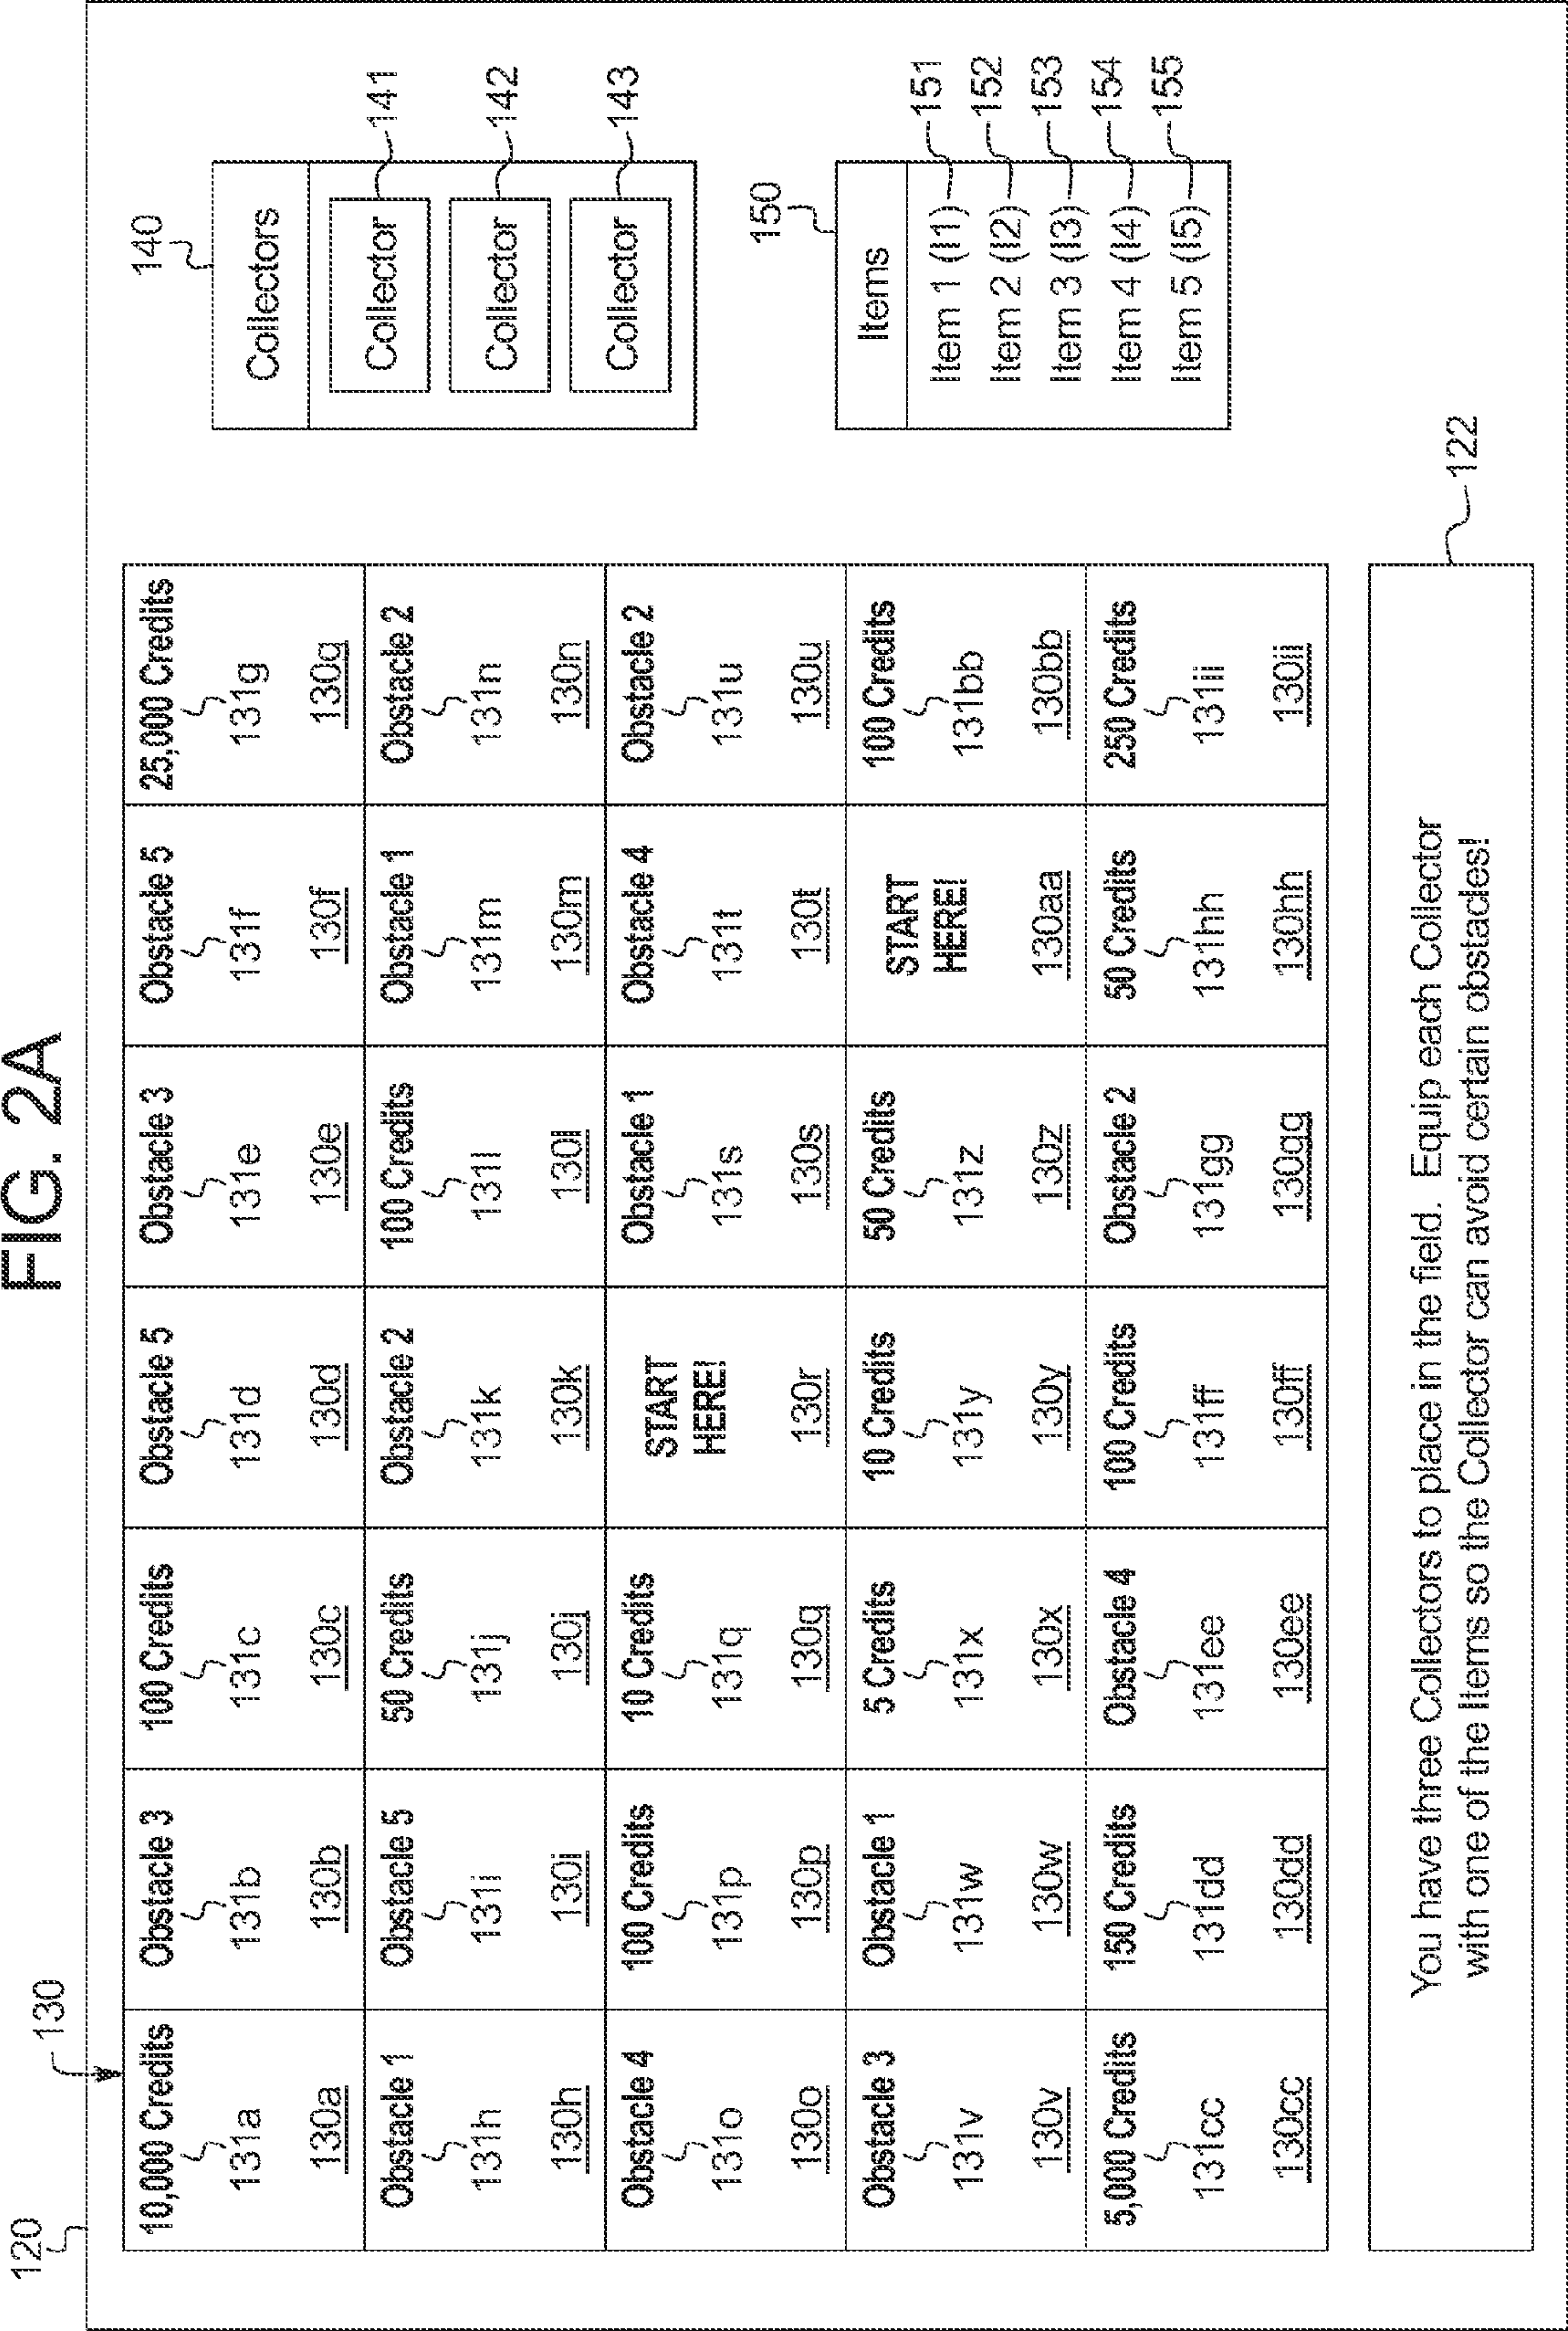 FIG. 2A
120
130
10,000 Credits
131a
130a
Obstacle 3
131b
130b
100 Credits
131c
130c
Obstacle 5
131d
130d
Obstacle 3
131e
130e
Obstacle 5
131f
130f
25,000 Credits
131g
130g
Obstacle 1
131h
130h
Obstacle 5
131i
130i
50 Credits
131j
130j
Obstacle 2
131k
130k
100 Credits
131l
130l
Obstacle 1
131m
130m
Obstacle 2
131n
130n
Obstacle 4
131o
130o
100 Credits
131p
130p
10 Credits
131q
130q
START
HERE!
130r
Obstacle 1
131s
130s
Obstacle 4
131t
130t
Obstacle 2
131u
130u
Obstacle 3
131v
130v
Obstacle 1
131w
130w
5 Credits
131x
130x
10 Credits
131y
130y
50 Credits
131z
130z
START
HERE!
130aa
100 Credits
131bb
130bb
5,000 Credits
131cc
130cc
150 Credits
131dd
130dd
Obstacle 4
131ee
130ee
100 Credits
131ff
130ff
Obstacle 2
131gg
130gg
50 Credits
131hh
130hh
250 Credits
131ii
130ii
140
Collectors
Collector
141
Collector
142
Collector
143
150
Items
Item 1 (I1)
151
Item 2 (I2)
152
Item 3 (I3)
153
Item 4 (I4)
154
Item 5 (I5)
155
You have three Collectors to place in the field. Equip each Collector
with one of the Items so the Collector can avoid certain obstacles!
122